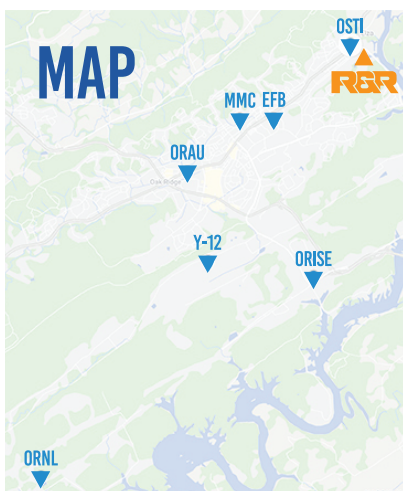 OSTI
MAP
R&R
MMC EFB
ORAU
Oak Ridge
Y-12
ORISE
ORNL